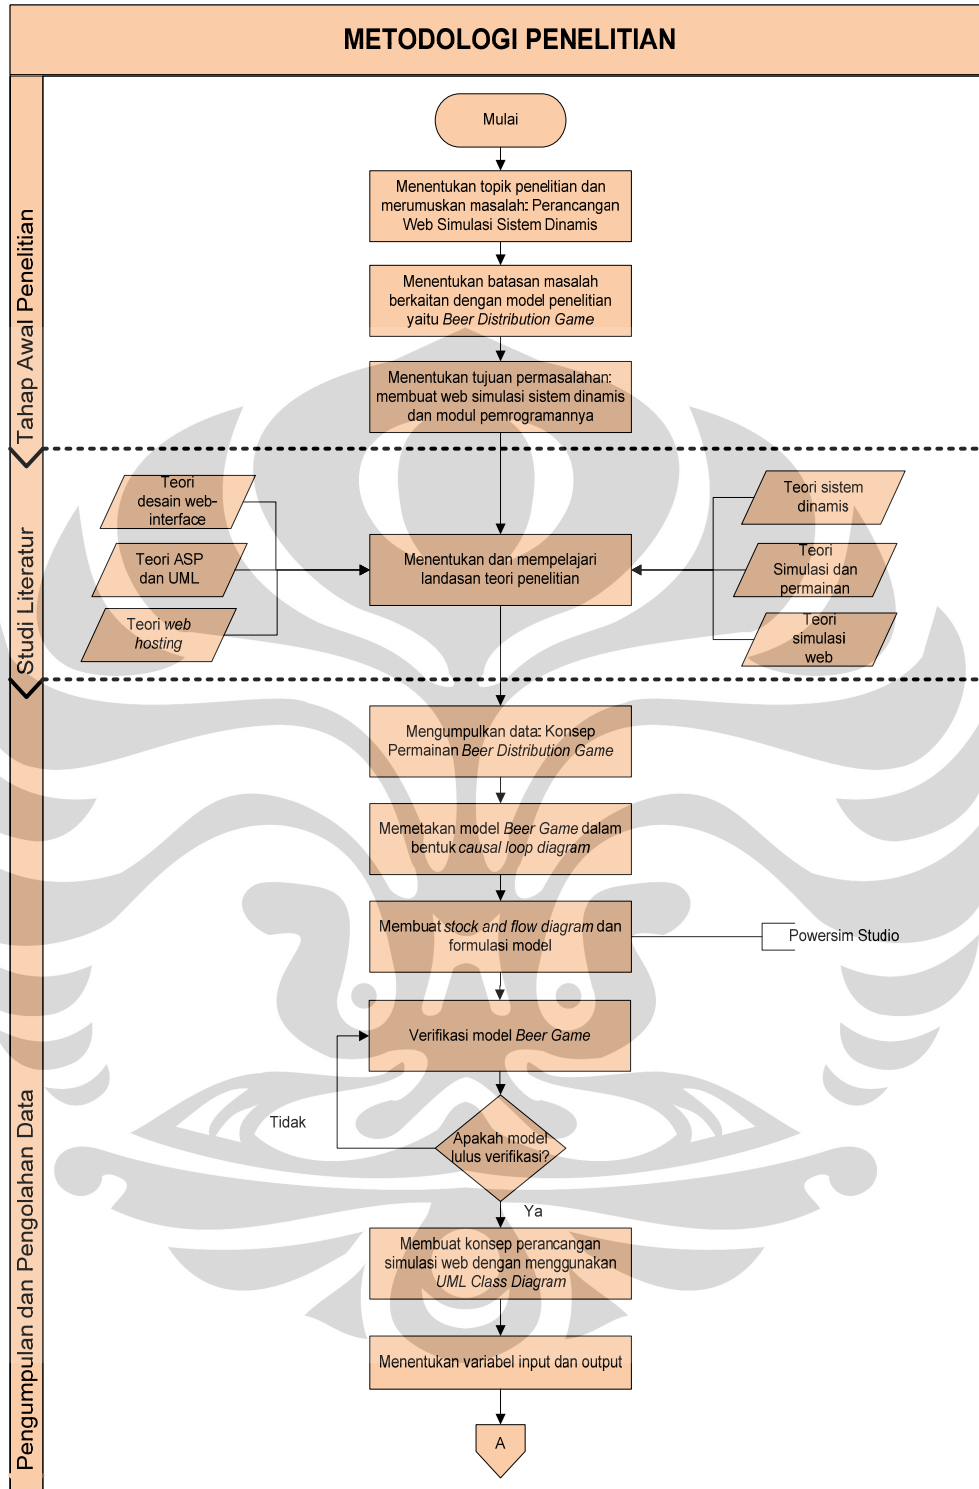 METODOLOGI PENELITIAN
Tahap Awal Penelitian
Mulai
Menentukan topik penelitian dan
merumuskan masalah: Perancangan
Web Simulasi Sistem Dinamis
Menentukan batasan masalah
berkaitan dengan model penelitian
yaitu Beer Distribution Game
Menentukan tujuan permasalahan:
membuat web simulasi sistem dinamis
dan modul pemrogramannya
Studi Literatur
Teori
desain web-
interface
Teori ASP
dan UML
Teori web
hosting
Menentukan dan mempelajari
landasan teori penelitian
Teori sistem
dinamis
Teori
Simulasi dan
permainan
Teori
simulasi
web
Pengumpulan dan Pengolahan Data
Mengumpulkan data: Konsep
Permainan Beer Distribution Game
Memetakan model Beer Game dalam
bentuk causal loop diagram
Membuat stock and flow diagram dan
formulasi model
Powersim Studio
Verifikasi model Beer Game
Tidak
Apakah model
lulus verifikasi?
Ya
Membuat konsep perancangan
simulasi web dengan menggunakan
UML Class Diagram
Menentukan variabel input dan output
A